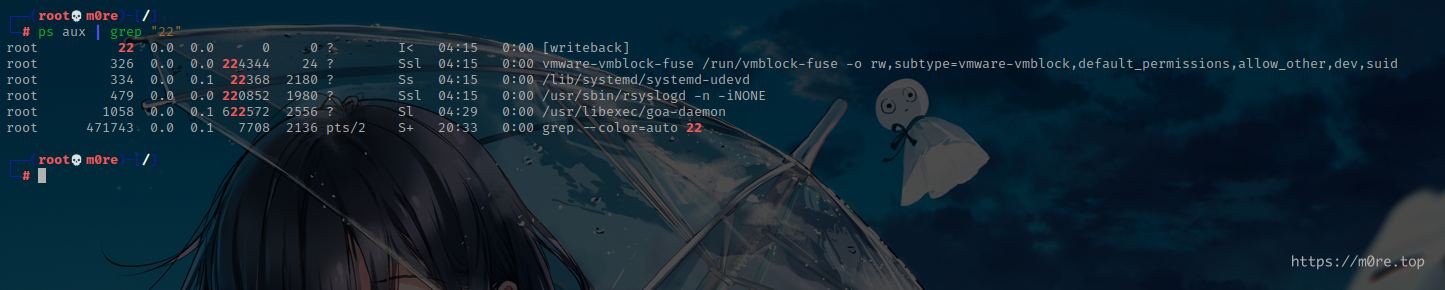 ┌──(root💀m0re)-[/]
└─# ps aux | grep "22"
root          22  0.0  0.0      0     0 ?        I<   04:15   0:00 [writeback]
root         326  0.0  0.0 224344    24 ?        Ssl  04:15   0:00 vmware-vmblock-fuse /run/vmblock-fuse -o rw,subtype=vmware-vmblock,default_permissions,allow_other,dev,suid
root         334  0.0  0.1  22368  2180 ?        Ss   04:15   0:00 /lib/systemd/systemd-udevd
root         479  0.0  0.0 220852  1980 ?        Ssl  04:15   0:00 /usr/sbin/rsyslogd -n -iNONE
root        1058  0.0  0.1 622572  2556 ?        Sl   04:29   0:00 /usr/libexec/goa-daemon
root      471743  0.0  0.1   7708  2136 pts/2    S+   20:33   0:00 grep --color=auto 22
┌──(root💀m0re)-[/]
└─#
https://m0re.top